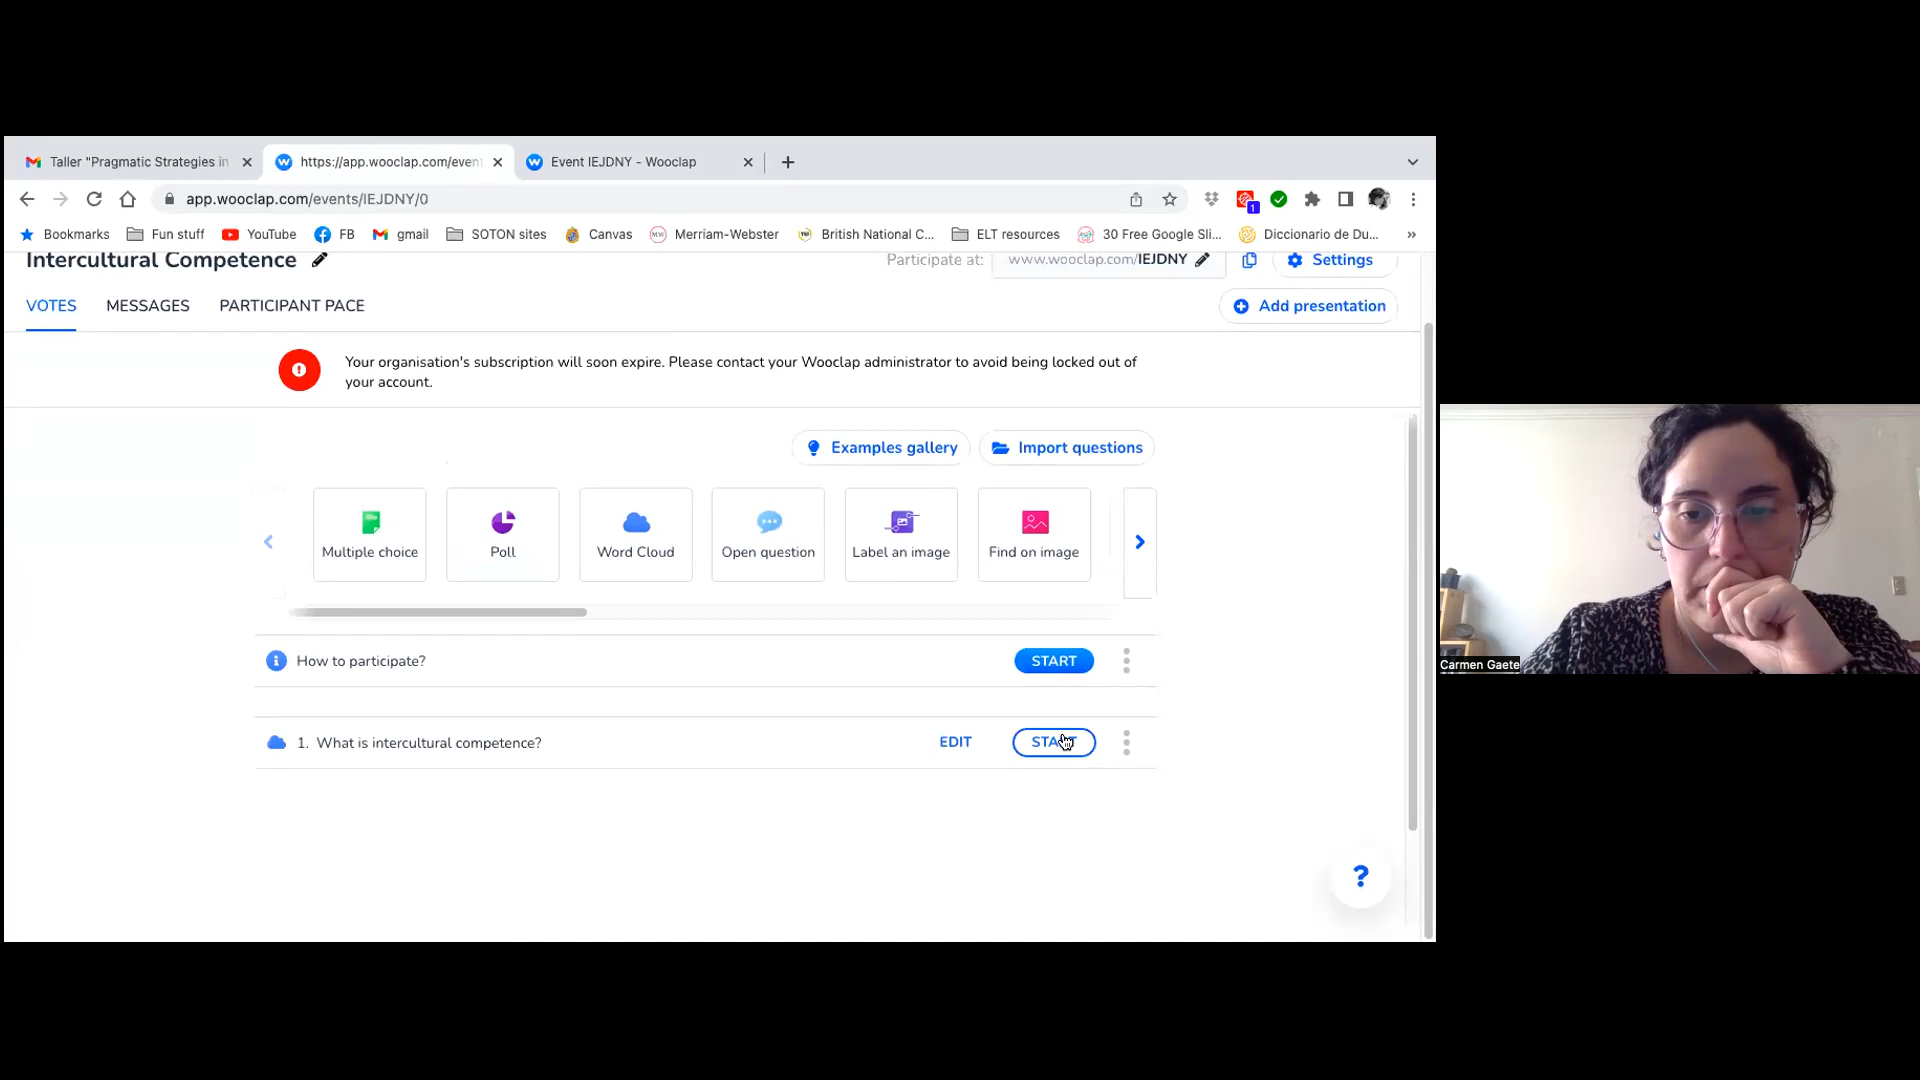 Taller "Pragmatic Strategies in
https://app.wooclap.com/even
Event IEJDNY - Wooclap
app.wooclap.com/events/IEJDNY/0
1
Bookmarks
Fun stuff
YouTube
FB
gmail
SOTON sites
Canvas
Merriam-Webster
British National C...
ELT resources
30 Free Google Sli...
Diccionario de Du...
»
Intercultural Competence
Participate at:
www.wooclap.com/IEJDNY
Settings
VOTES
MESSAGES
PARTICIPANT PACE
Add presentation
Your organisation's subscription will soon expire. Please contact your Wooclap administrator to avoid being locked out of
your account.
Examples gallery
Import questions
Multiple choice
Poll
Word Cloud
Open question
Label an image
Find on image
How to participate?
START
1. What is intercultural competence?
EDIT
START
?
Carmen Gaete